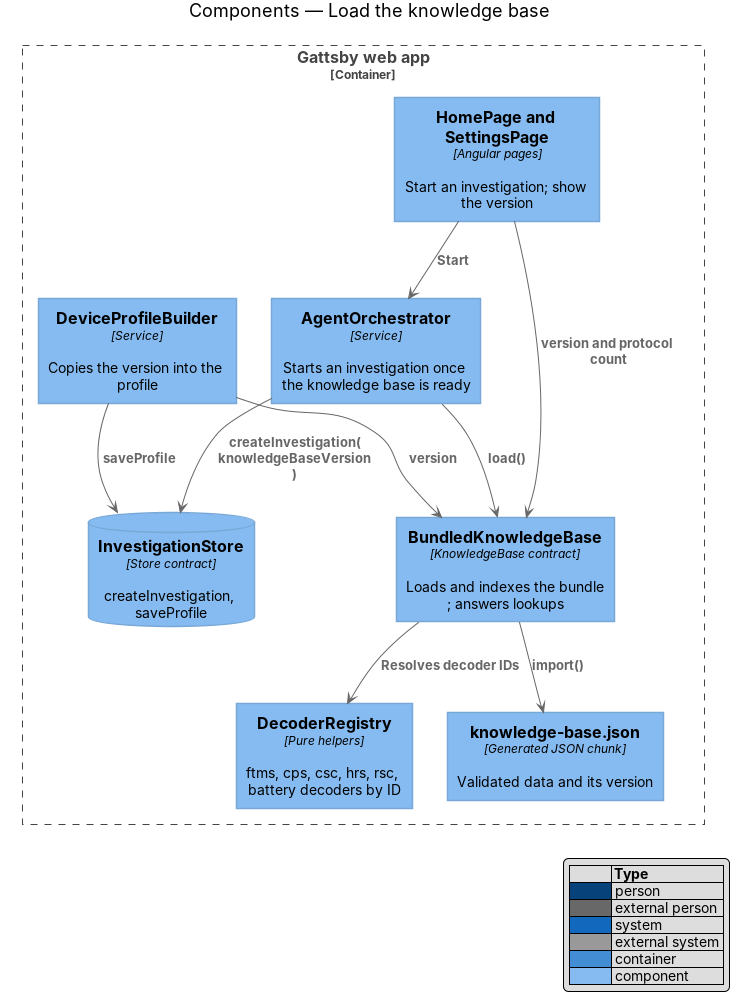 Components — Load the knowledge base
Gattsby web app
[Container]
HomePage and
SettingsPage
[Angular pages]
Start an investigation; show
the version
Start
version and protocol
count
DeviceProfileBuilder
[Service]
Copies the version into the
profile
AgentOrchestrator
[Service]
Starts an investigation once
the knowledge base is ready
saveProfile
createInvestigation(
knowledgeBaseVersion
)
version
load()
InvestigationStore
[Store contract]
createInvestigation,
saveProfile
BundledKnowledgeBase
[KnowledgeBase contract]
Loads and indexes the bundle
; answers lookups
Resolves decoder IDs
import()
DecoderRegistry
[Pure helpers]
ftms, cps, csc, hrs, rsc,
battery decoders by ID
knowledge-base.json
[Generated JSON chunk]
Validated data and its version
Type
person
external person
system
external system
container
component